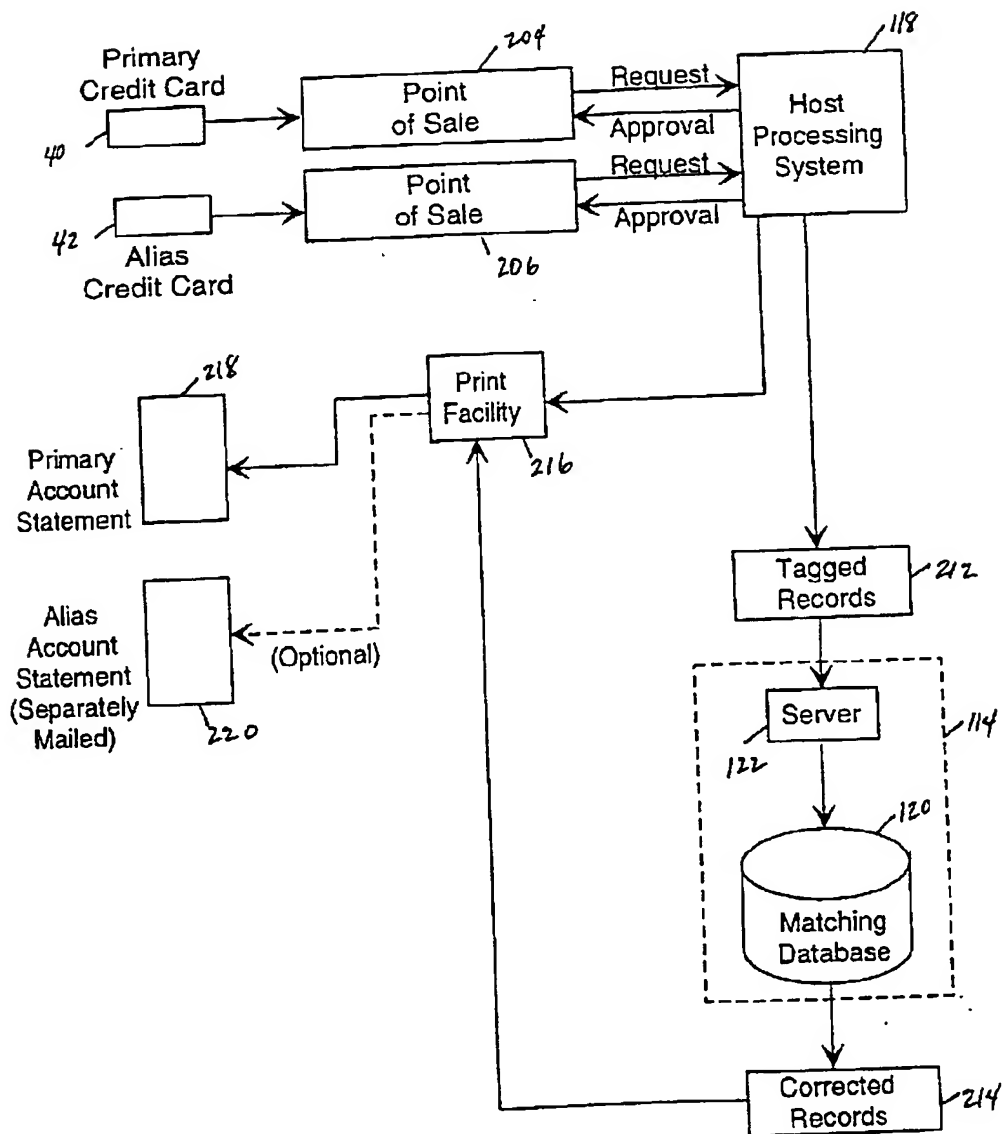 204
118
Primary
Credit Card
Point
of Sale
Request
Approval
Host
Processing
System
40
Point
of Sale
Request
Approval
42
Alias
Credit Card
206
218
Print
Facility
216
Primary
Account
Statement
Tagged
Records
212
Alias
Account
Statement
(Separately
Mailed)
(Optional)
220
Server
114
122
120
Matching
Database
Corrected
Records
214